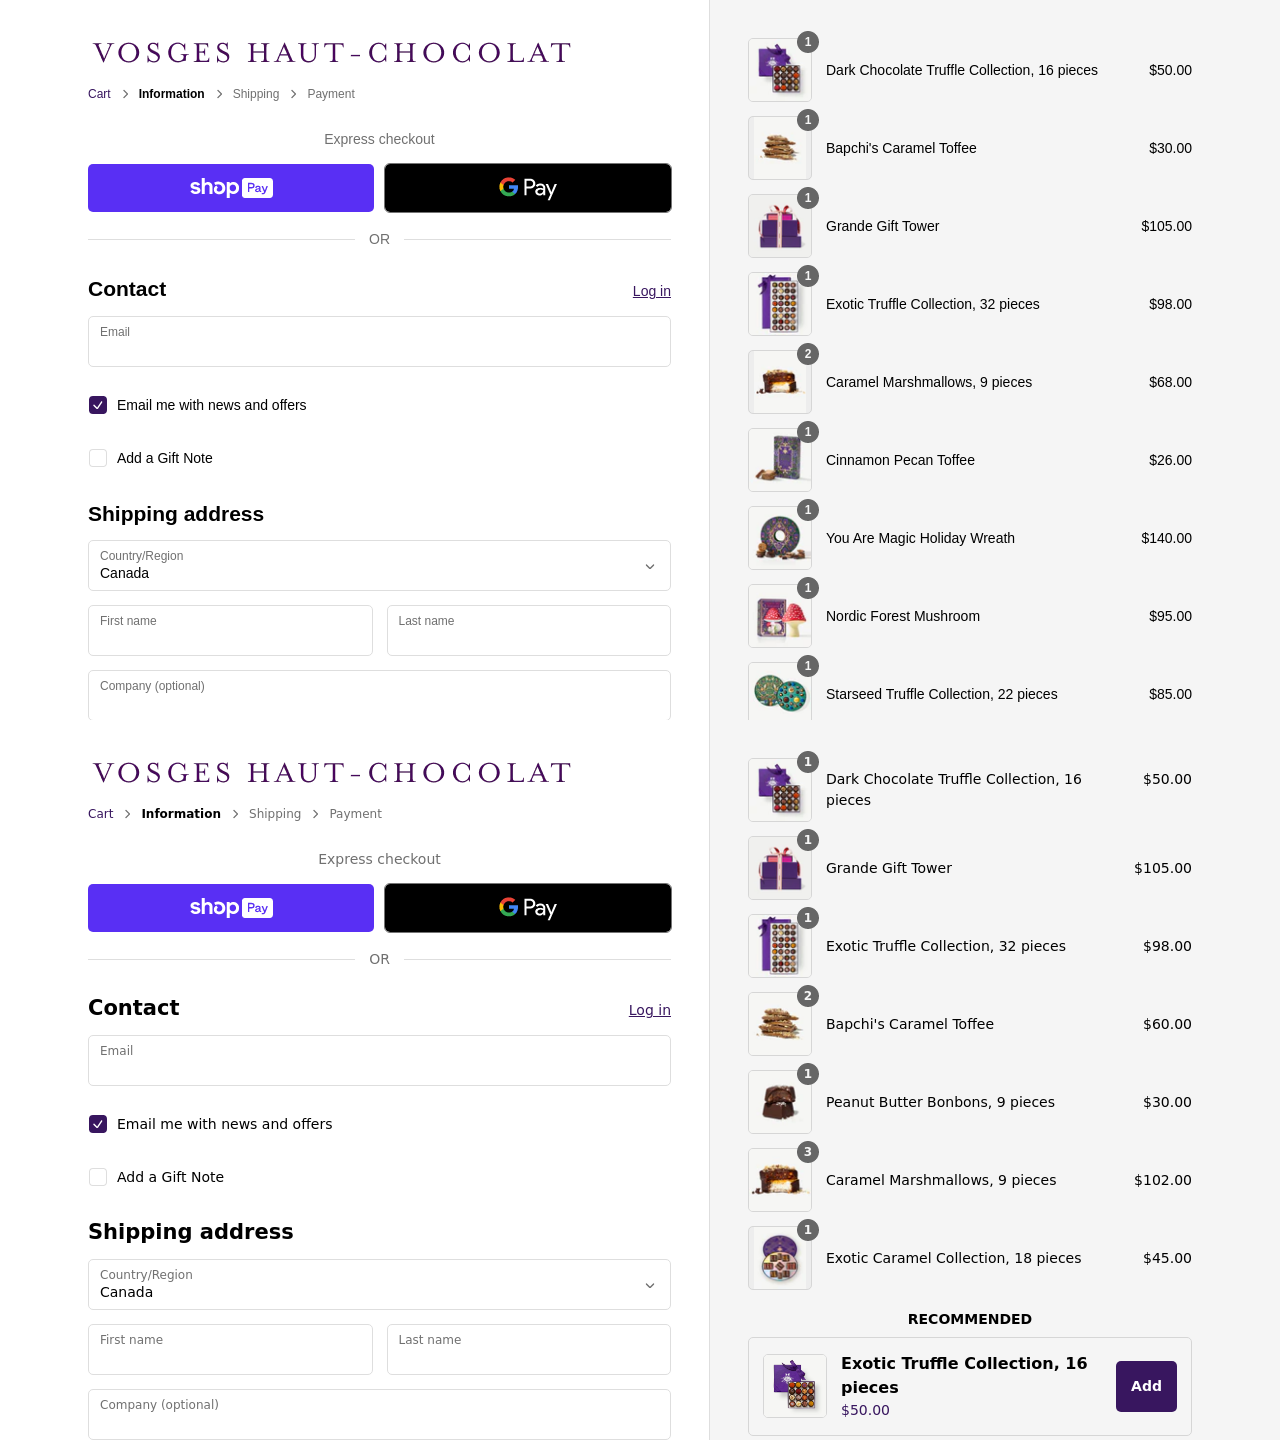 VOSGES HAUT-CHOCOLAT
Cart > Information > Shipping > Payment
Express checkout
shop Pay
G Pay
OR
Contact
Log in
Email
Email me with news and offers
Add a Gift Note
Shipping address
Country/Region
Canada
First name
Last name
Company (optional)
1
Dark Chocolate Truffle Collection, 16 pieces
$50.00
1
Bapchi's Caramel Toffee
$30.00
1
Grande Gift Tower
$105.00
1
Exotic Truffle Collection, 32 pieces
$98.00
2
Caramel Marshmallows, 9 pieces
$68.00
1
Cinnamon Pecan Toffee
$26.00
1
You Are Magic Holiday Wreath
$140.00
1
Nordic Forest Mushroom
$95.00
1
Starseed Truffle Collection, 22 pieces
$85.00
VOSGES HAUT-CHOCOLAT
Cart > Information > Shipping > Payment
Express checkout
shop Pay
G Pay
OR
Contact
Log in
Email
Email me with news and offers
Add a Gift Note
Shipping address
Country/Region
Canada
First name
Last name
Company (optional)
1
Dark Chocolate Truffle Collection, 16
pieces
$50.00
1
Grande Gift Tower
$105.00
1
Exotic Truffle Collection, 32 pieces
$98.00
2
Bapchi's Caramel Toffee
$60.00
1
Peanut Butter Bonbons, 9 pieces
$30.00
3
Caramel Marshmallows, 9 pieces
$102.00
1
Exotic Caramel Collection, 18 pieces
$45.00
RECOMMENDED
Exotic Truffle Collection, 16
pieces
$50.00
Add